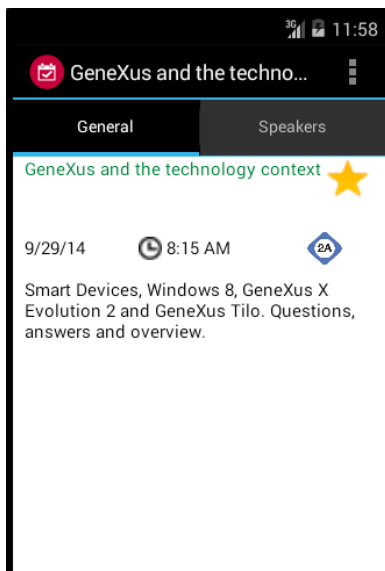 3G 11:58
GeneXus and the techno...
General Speakers
GeneXus and the technology context
9/29/14 8:15 AM 2A
Smart Devices, Windows 8, GeneXus X
Evolution 2 and GeneXus Tilo. Questions,
answers and overview.